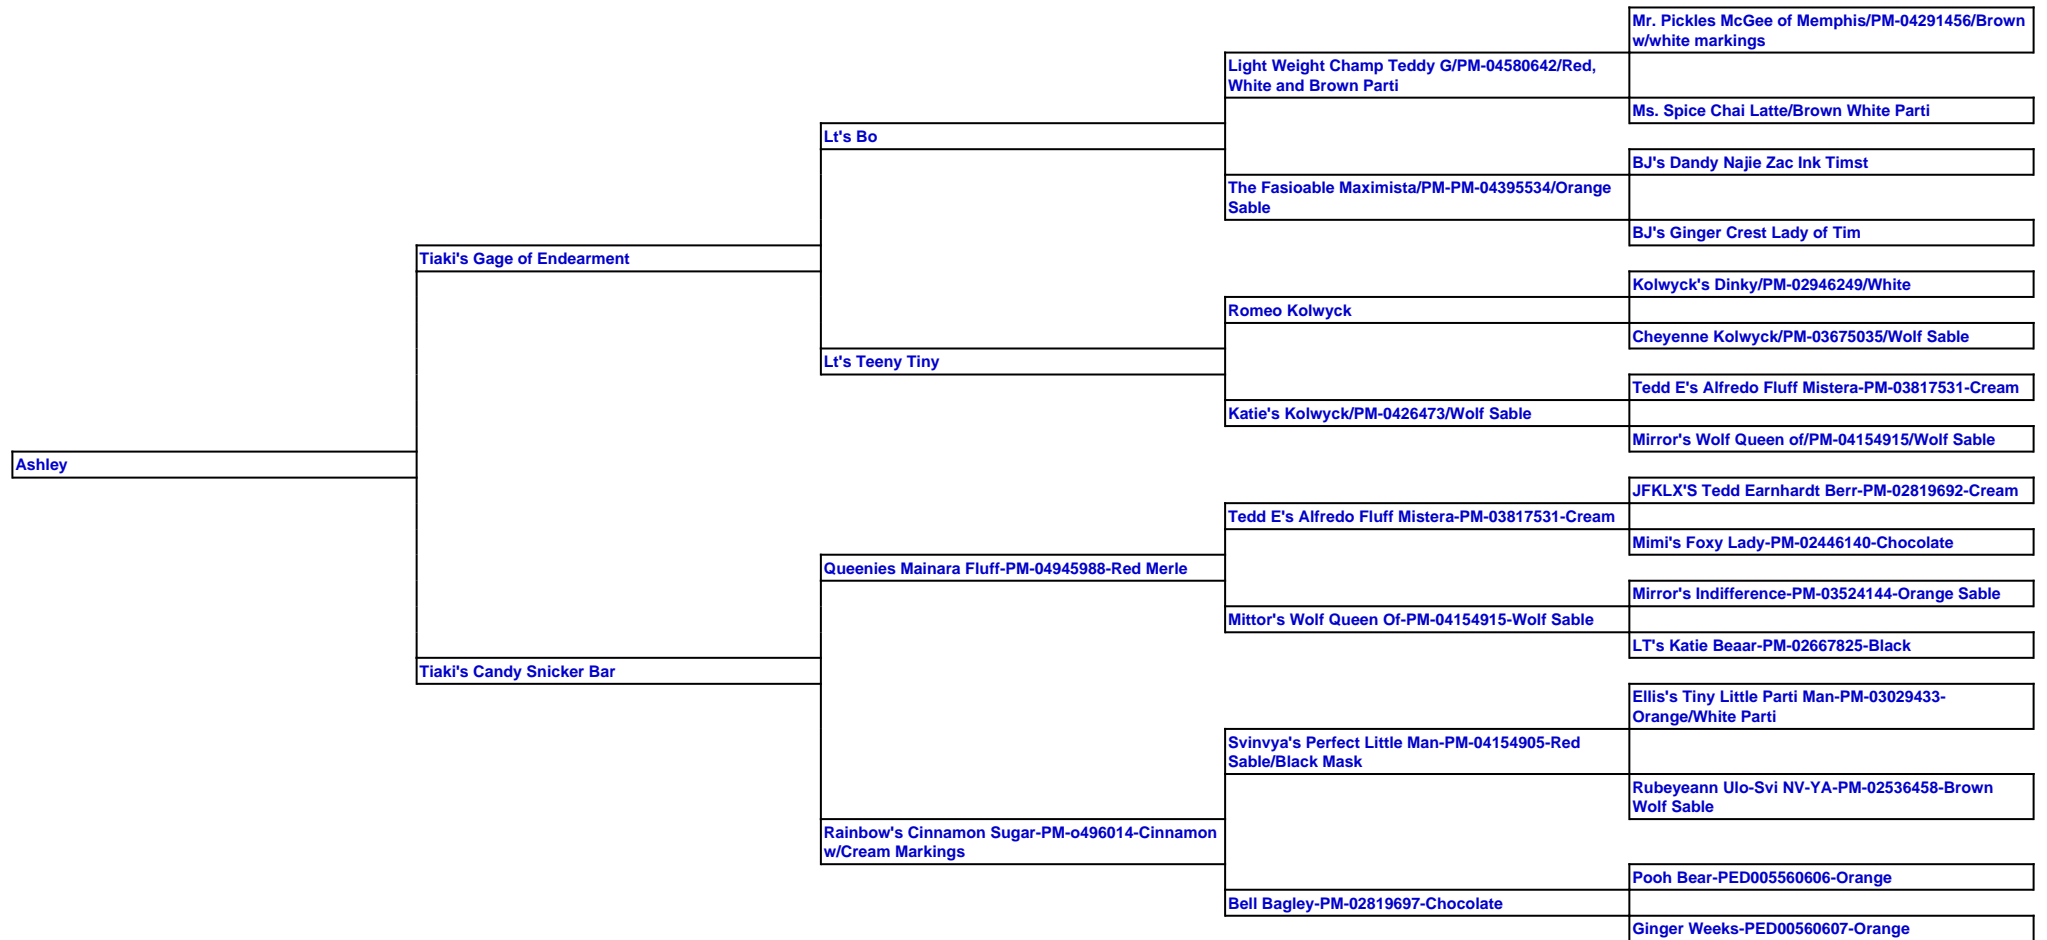 Mr. Pickles McGee of Memphis/PM-04291456/Brown
w/white markings
Light Weight Champ Teddy G/PM-04580642/Red,
White and Brown Parti
Ms. Spice Chai Latte/Brown White Parti
Lt's Bo
BJ's Dandy Najie Zac Ink Timst
The Fasioable Maximista/PM-PM-04395534/Orange
Sable
BJ's Ginger Crest Lady of Tim
Tiaki's Gage of Endearment
Kolwyck's Dinky/PM-02946249/White
Romeo Kolwyck
Cheyenne Kolwyck/PM-03675035/Wolf Sable
Lt's Teeny Tiny
Tedd E's Alfredo Fluff Mistera-PM-03817531-Cream
Katie's Kolwyck/PM-0426473/Wolf Sable
Mirror's Wolf Queen of/PM-04154915/Wolf Sable
Ashley
JFKLX'S Tedd Earnhardt Berr-PM-02819692-Cream
Tedd E's Alfredo Fluff Mistera-PM-03817531-Cream
Mimi's Foxy Lady-PM-02446140-Chocolate
Queenies Mainara Fluff-PM-04945988-Red Merle
Mirror's Indifference-PM-03524144-Orange Sable
Mittor's Wolf Queen Of-PM-04154915-Wolf Sable
LT's Katie Beaar-PM-02667825-Black
Tiaki's Candy Snicker Bar
Ellis's Tiny Little Parti Man-PM-03029433-
Orange/White Parti
Svinvya's Perfect Little Man-PM-04154905-Red
Sable/Black Mask
Rubeyeann Ulo-Svi NV-YA-PM-02536458-Brown
Wolf Sable
Rainbow's Cinnamon Sugar-PM-o496014-Cinnamon
w/Cream Markings
Pooh Bear-PED005560606-Orange
Bell Bagley-PM-02819697-Chocolate
Ginger Weeks-PED00560607-Orange